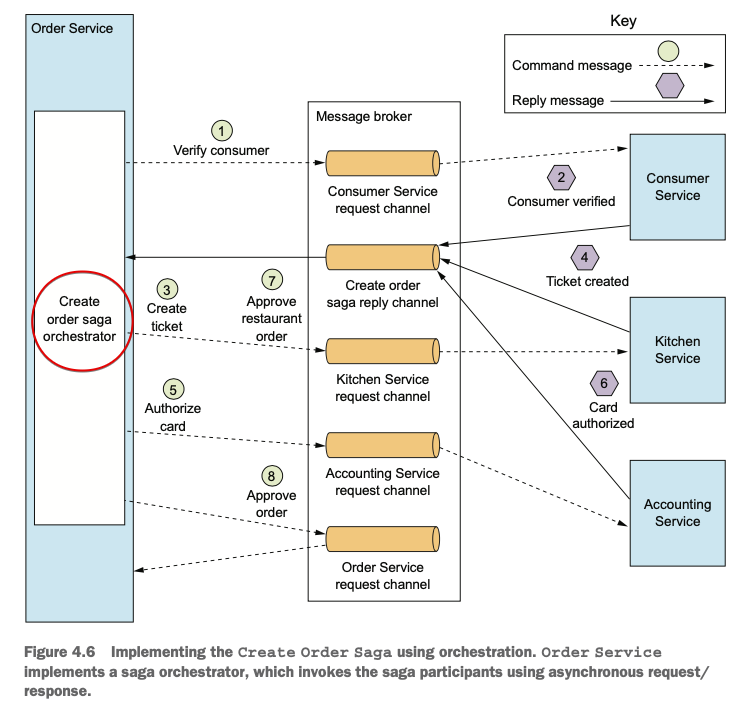 Order Service
Key
Command message
Reply message
Message broker
1
Verify consumer
Consumer Service
request channel
2
Consumer verified
Consumer
Service
Create order
saga reply channel
4
Ticket created
Create
order saga
orchestrator
3
Create
ticket
7
Approve
restaurant
order
Kitchen Service
request channel
Kitchen
Service
5
Authorize
card
6
Card
authorized
Accounting Service
request channel
Accounting
Service
8
Approve
order
Order Service
request channel
Figure 4.6 Implementing the Create Order Saga using orchestration. Order Service
implements a saga orchestrator, which invokes the saga participants using asynchronous request/
response.